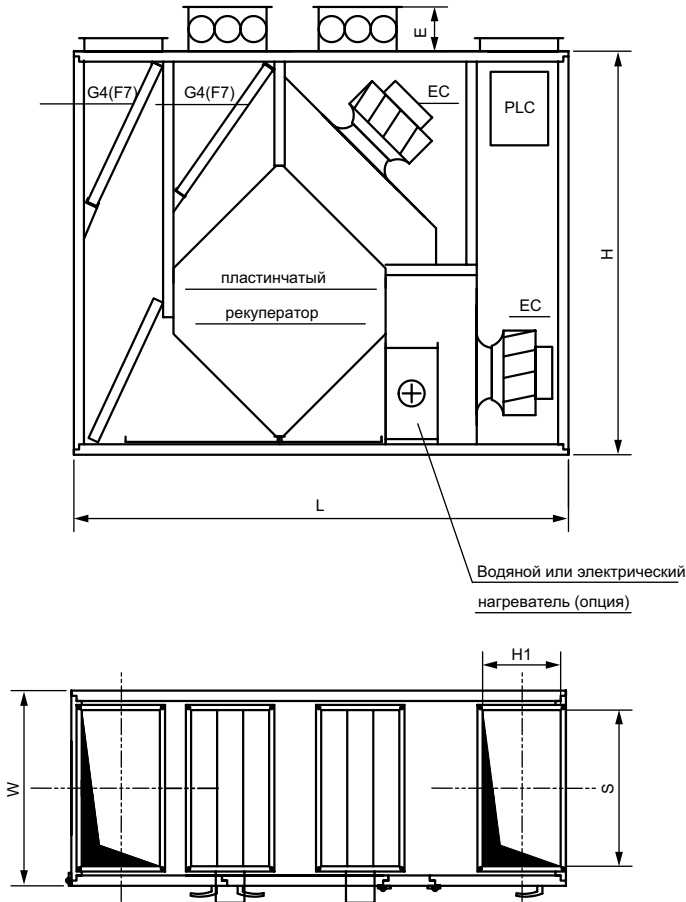 E
G4(F7)
G4(F7)
EC
PLC
H
пластинчатый
рекуператор
EC
L
Водяной или электрический
нагреватель (опция)
H1
W
S